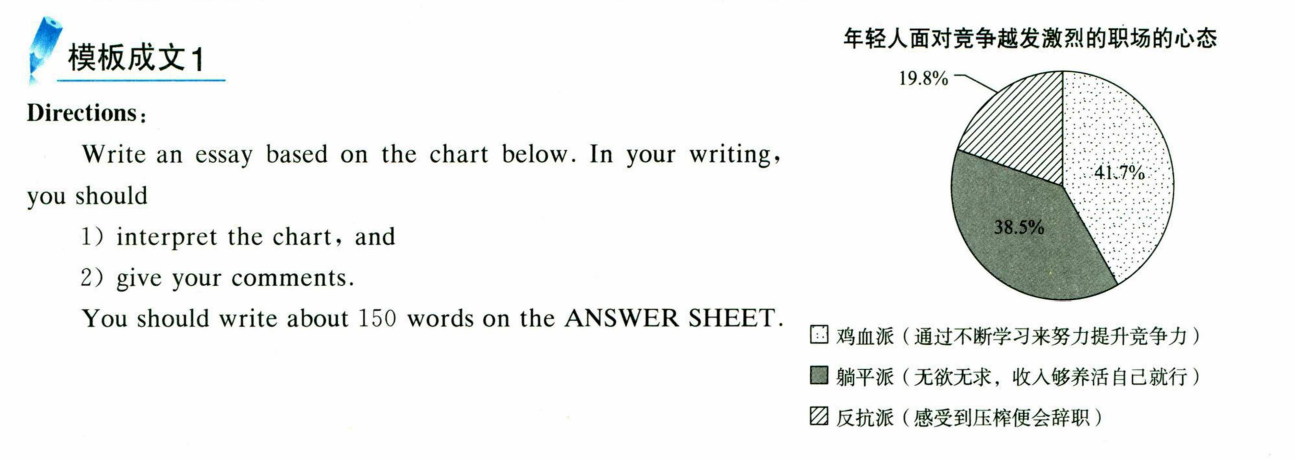 模板成文1
Directions：
Write an essay based on the chart below. In your writing,
you should
1) interpret the chart, and
2) give your comments.
You should write about 150 words on the ANSWER SHEET.
年轻人面对竞争越发激烈的职场的心态
19.8%
41.7%
38.5%
鸡血派（通过不断学习来努力提升竞争力）
躺平派（无欲无求，收入够养活自己就行）
反抗派（感受到压榨便会辞职）